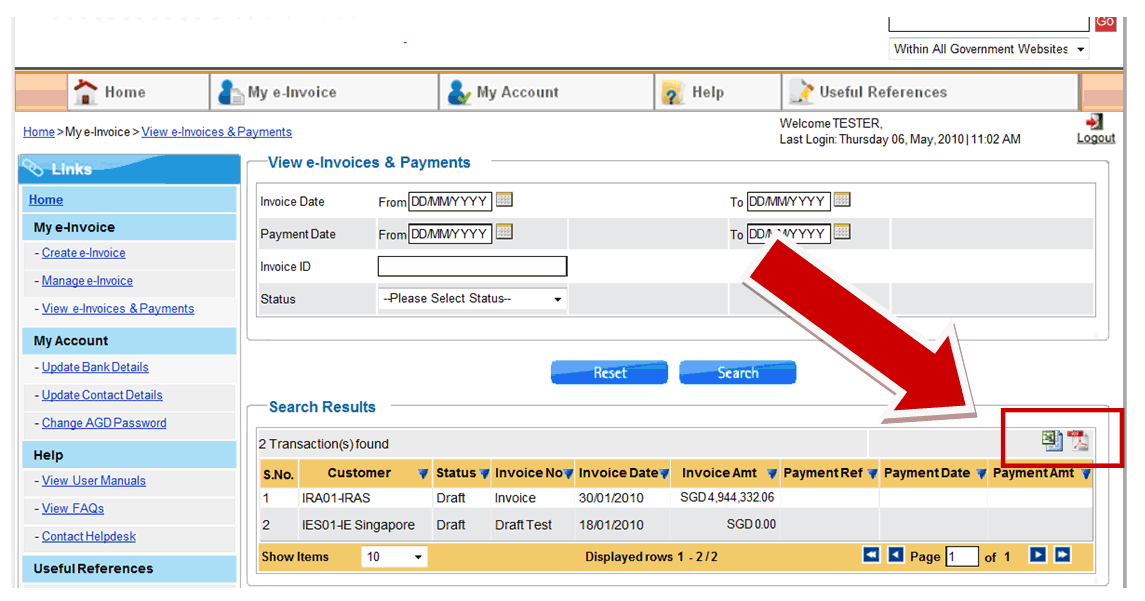 Go
Within All Government Websites
Home
My e-Invoice
My Account
Help
Useful References
Home > My e-Invoice > View e-Invoices & Payments
Welcome TESTER,
Last Login: Thursday 06, May, 2010 | 11:02 AM
Logout
Links
Home
My e-Invoice
- Create e-Invoice
- Manage e-Invoice
- View e-Invoices & Payments
My Account
- Update Bank Details
- Update Contact Details
- Change AGD Password
Help
- View User Manuals
- View FAQs
- Contact Helpdesk
Useful References
View e-Invoices & Payments
Invoice Date From DD/MM/YYYY To DD/MM/YYYY
Payment Date From DD/MM/YYYY To DD/MM/YYYY
Invoice ID
Status --Please Select Status--
Reset Search
Search Results
2 Transaction(s) found
S.No. Customer Status Invoice No Invoice Date Invoice Amt Payment Ref Payment Date Payment Amt
1 IRA01-IRAS Draft Invoice 30/01/2010 SGD 4,944,332.06
2 IES01-IE Singapore Draft Draft Test 18/01/2010 SGD 0.00
Show Items 10 Displayed rows 1 - 2 / 2 Page 1 of 1